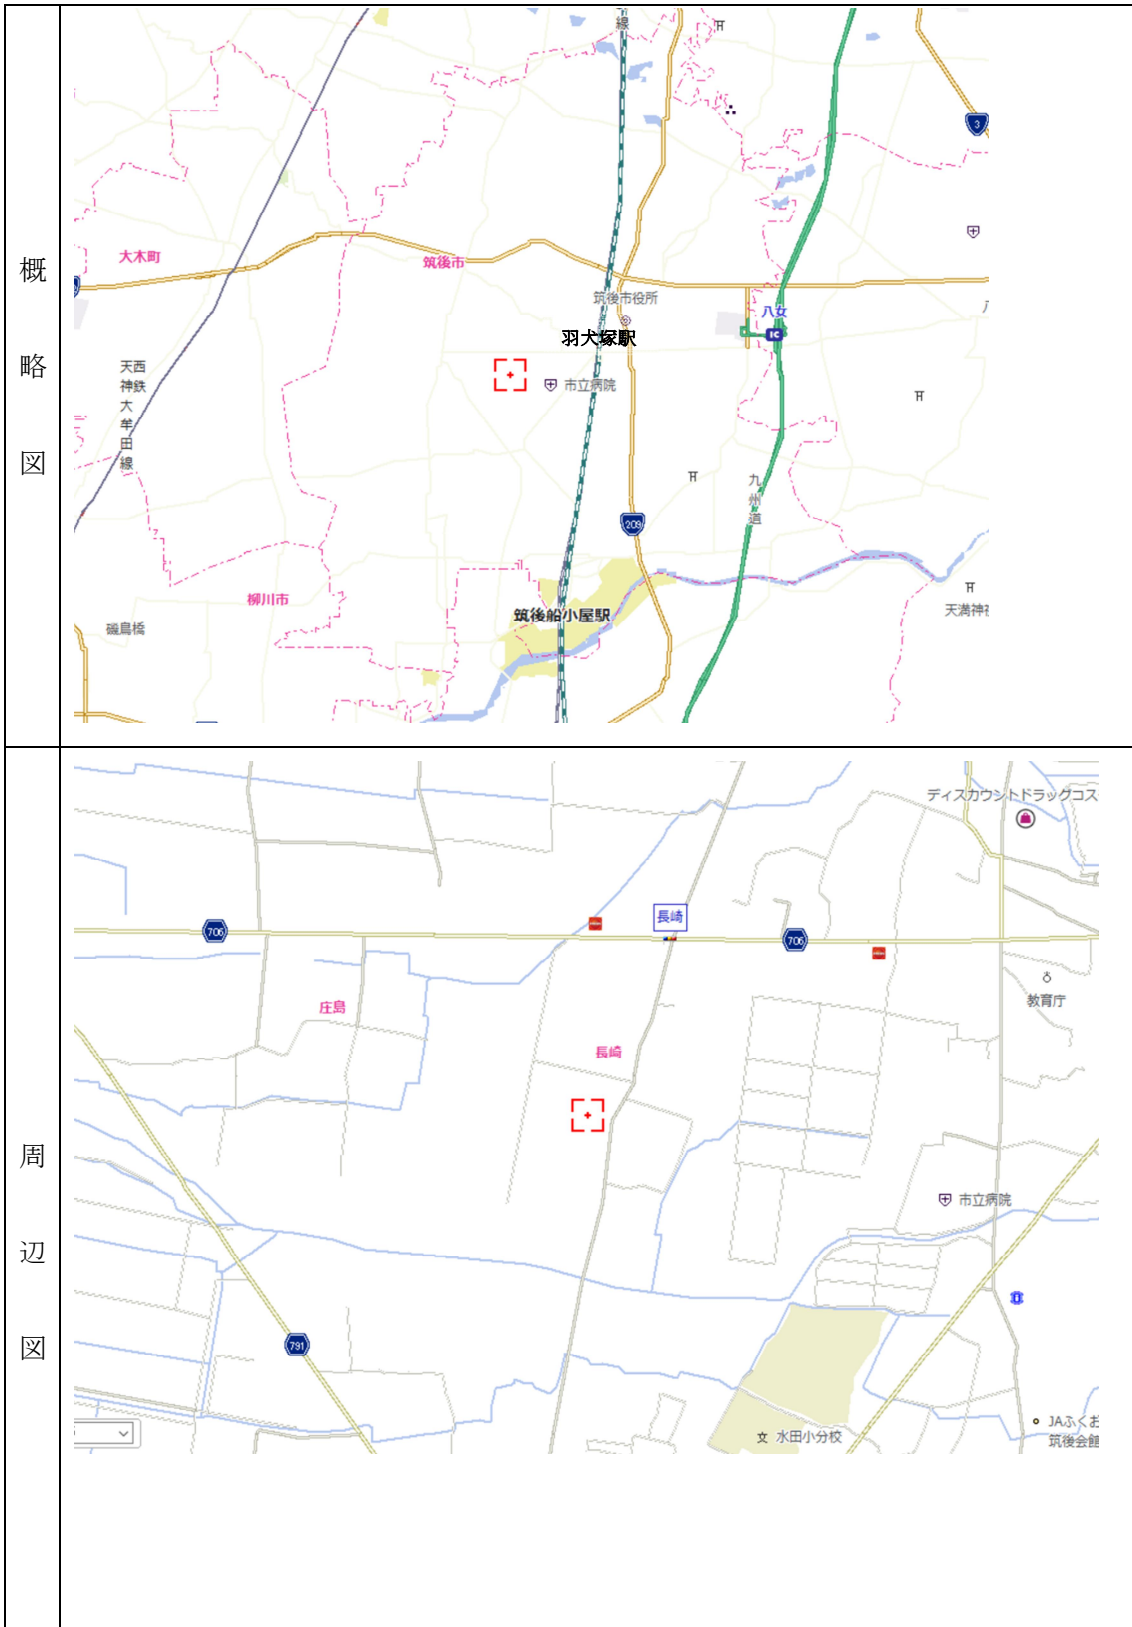 概略図
線
3
大木町
筑後市
筑後市役所
八女
IC
羽犬塚駅
市立病院
西鉄
天神大牟田線
九州道
209
柳川市
磯鳥橋
筑後船小屋駅
天満神社
周辺図
ディスカウントドラッグコス
長崎
706
706
庄島
教育庁
長崎
市立病院
791
水田小分校
JAふくお
筑後会館